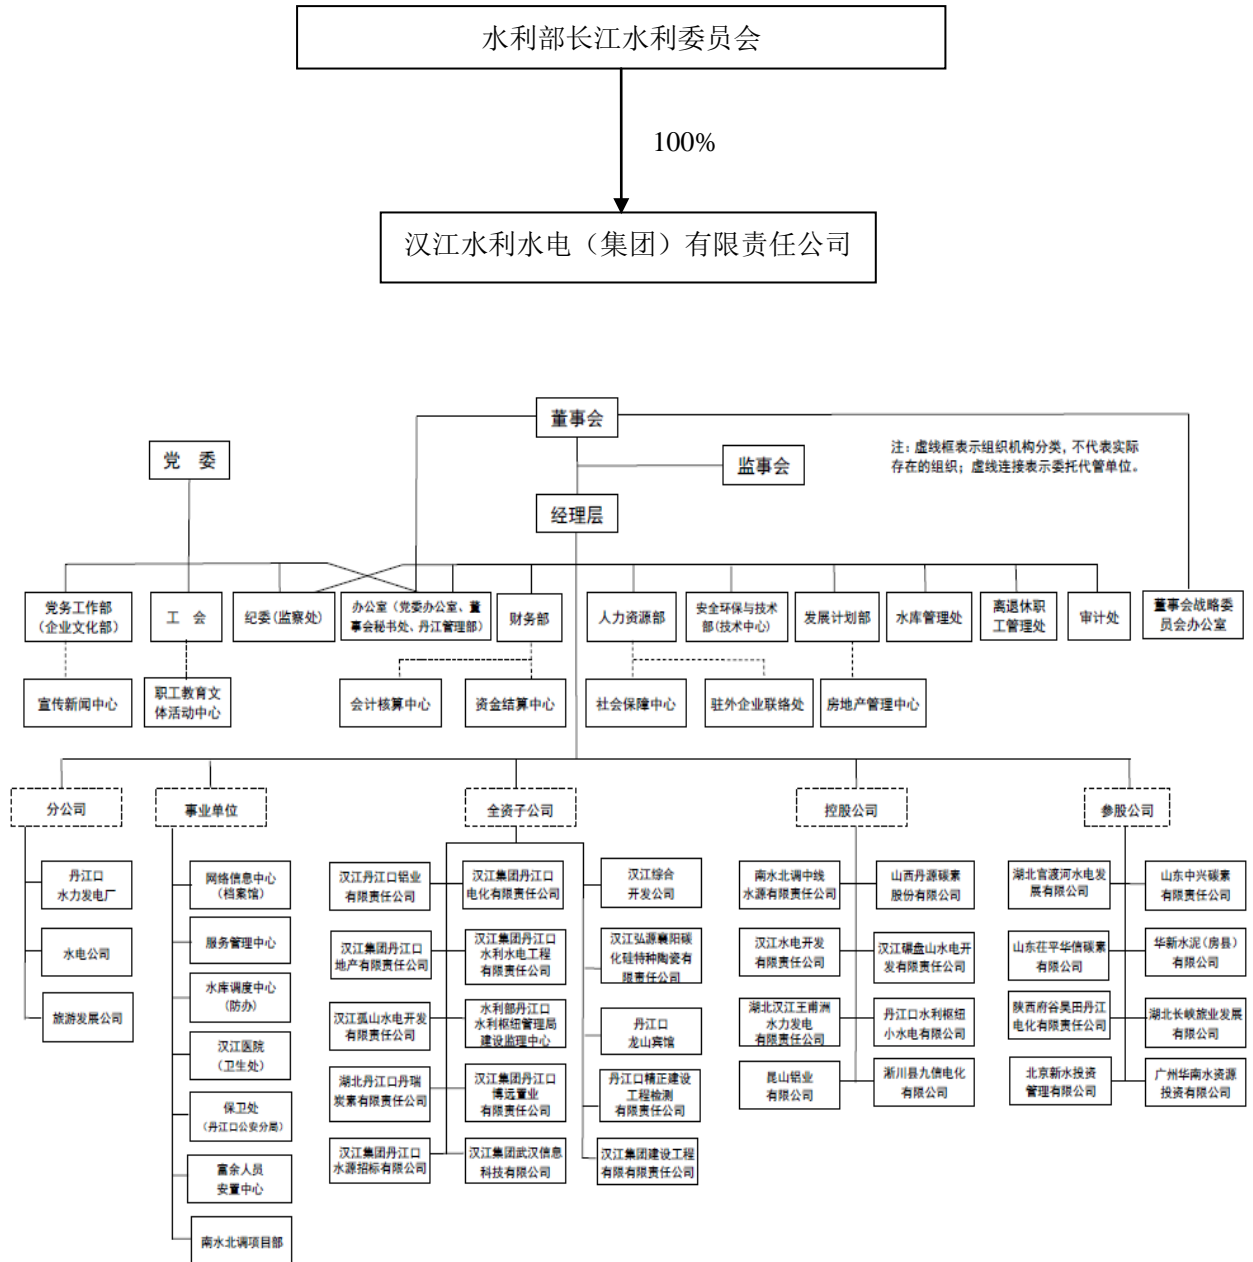 水利部长江水利委员会
100%
汉江水利水电（集团）有限责任公司
董事会
党 委
监事会
注：虚线框表示组织机构分类，不代表实际
存在的组织；虚线连接表示委托代管单位。
经理层
党务工作部
（企业文化部）
工 会
纪委（监察处）
办公室（党委办公室、董
事会秘书处、丹江管理部）
财务部
人力资源部
安全环保与技术
部（技术中心）
发展计划部
水库管理处
离退休职
工管理处
审计处
董事会战略委
员会办公室
宣传新闻中心
职工教育文
体活动中心
会计核算中心
资金结算中心
社会保障中心
驻外企业联络处
房地产管理中心
分公司
事业单位
全资子公司
控股公司
参股公司
丹江口
水力发电厂
水电公司
旅游发展公司
网络信息中心
（档案馆）
服务管理中心
水库调度中心
（防办）
汉江医院
（卫生处）
保卫处
（丹江口公安分局）
富余人员
安置中心
南水北调项目部
汉江丹江口铝业
有限责任公司
汉江集团丹江口
电化有限责任公司
汉江综合
开发公司
汉江集团丹江口
地产有限责任公司
汉江集团丹江口
水利水电工程
有限责任公司
汉江弘源襄阳碳
化硅特种陶瓷有
限责任公司
汉江孤山水电开发
有限责任公司
水利部丹江口
水利枢纽管理局
建设监理中心
丹江口
龙山宾馆
湖北丹江口丹瑞
炭素有限责任公司
汉江集团丹江口
博远置业
有限责任公司
丹江口精正建设
工程检测
有限责任公司
汉江集团丹江口
水源招标有限公司
汉江集团武汉信息
科技有限公司
汉江集团建设工程
有限有限责任公司
南水北调中线
水源有限责任公司
山西丹源碳素
股份有限公司
汉江水电开发
有限责任公司
汉江碾盘山水电开
发有限责任公司
湖北汉江王甫洲
水力发电
有限责任公司
丹江口水利枢纽
小水电有限公司
昆山铝业
有限公司
淅川县九信电化
有限公司
湖北官渡河水电发
展有限公司
山东中兴碳素
有限责任公司
山东茌平华信碳素
有限公司
华新水泥（房县）
有限公司
陕西府谷昊田丹江
电化有限责任公司
湖北长峡旅业发展
有限公司
北京新水投资
管理有限公司
广州华南水资源
投资有限公司